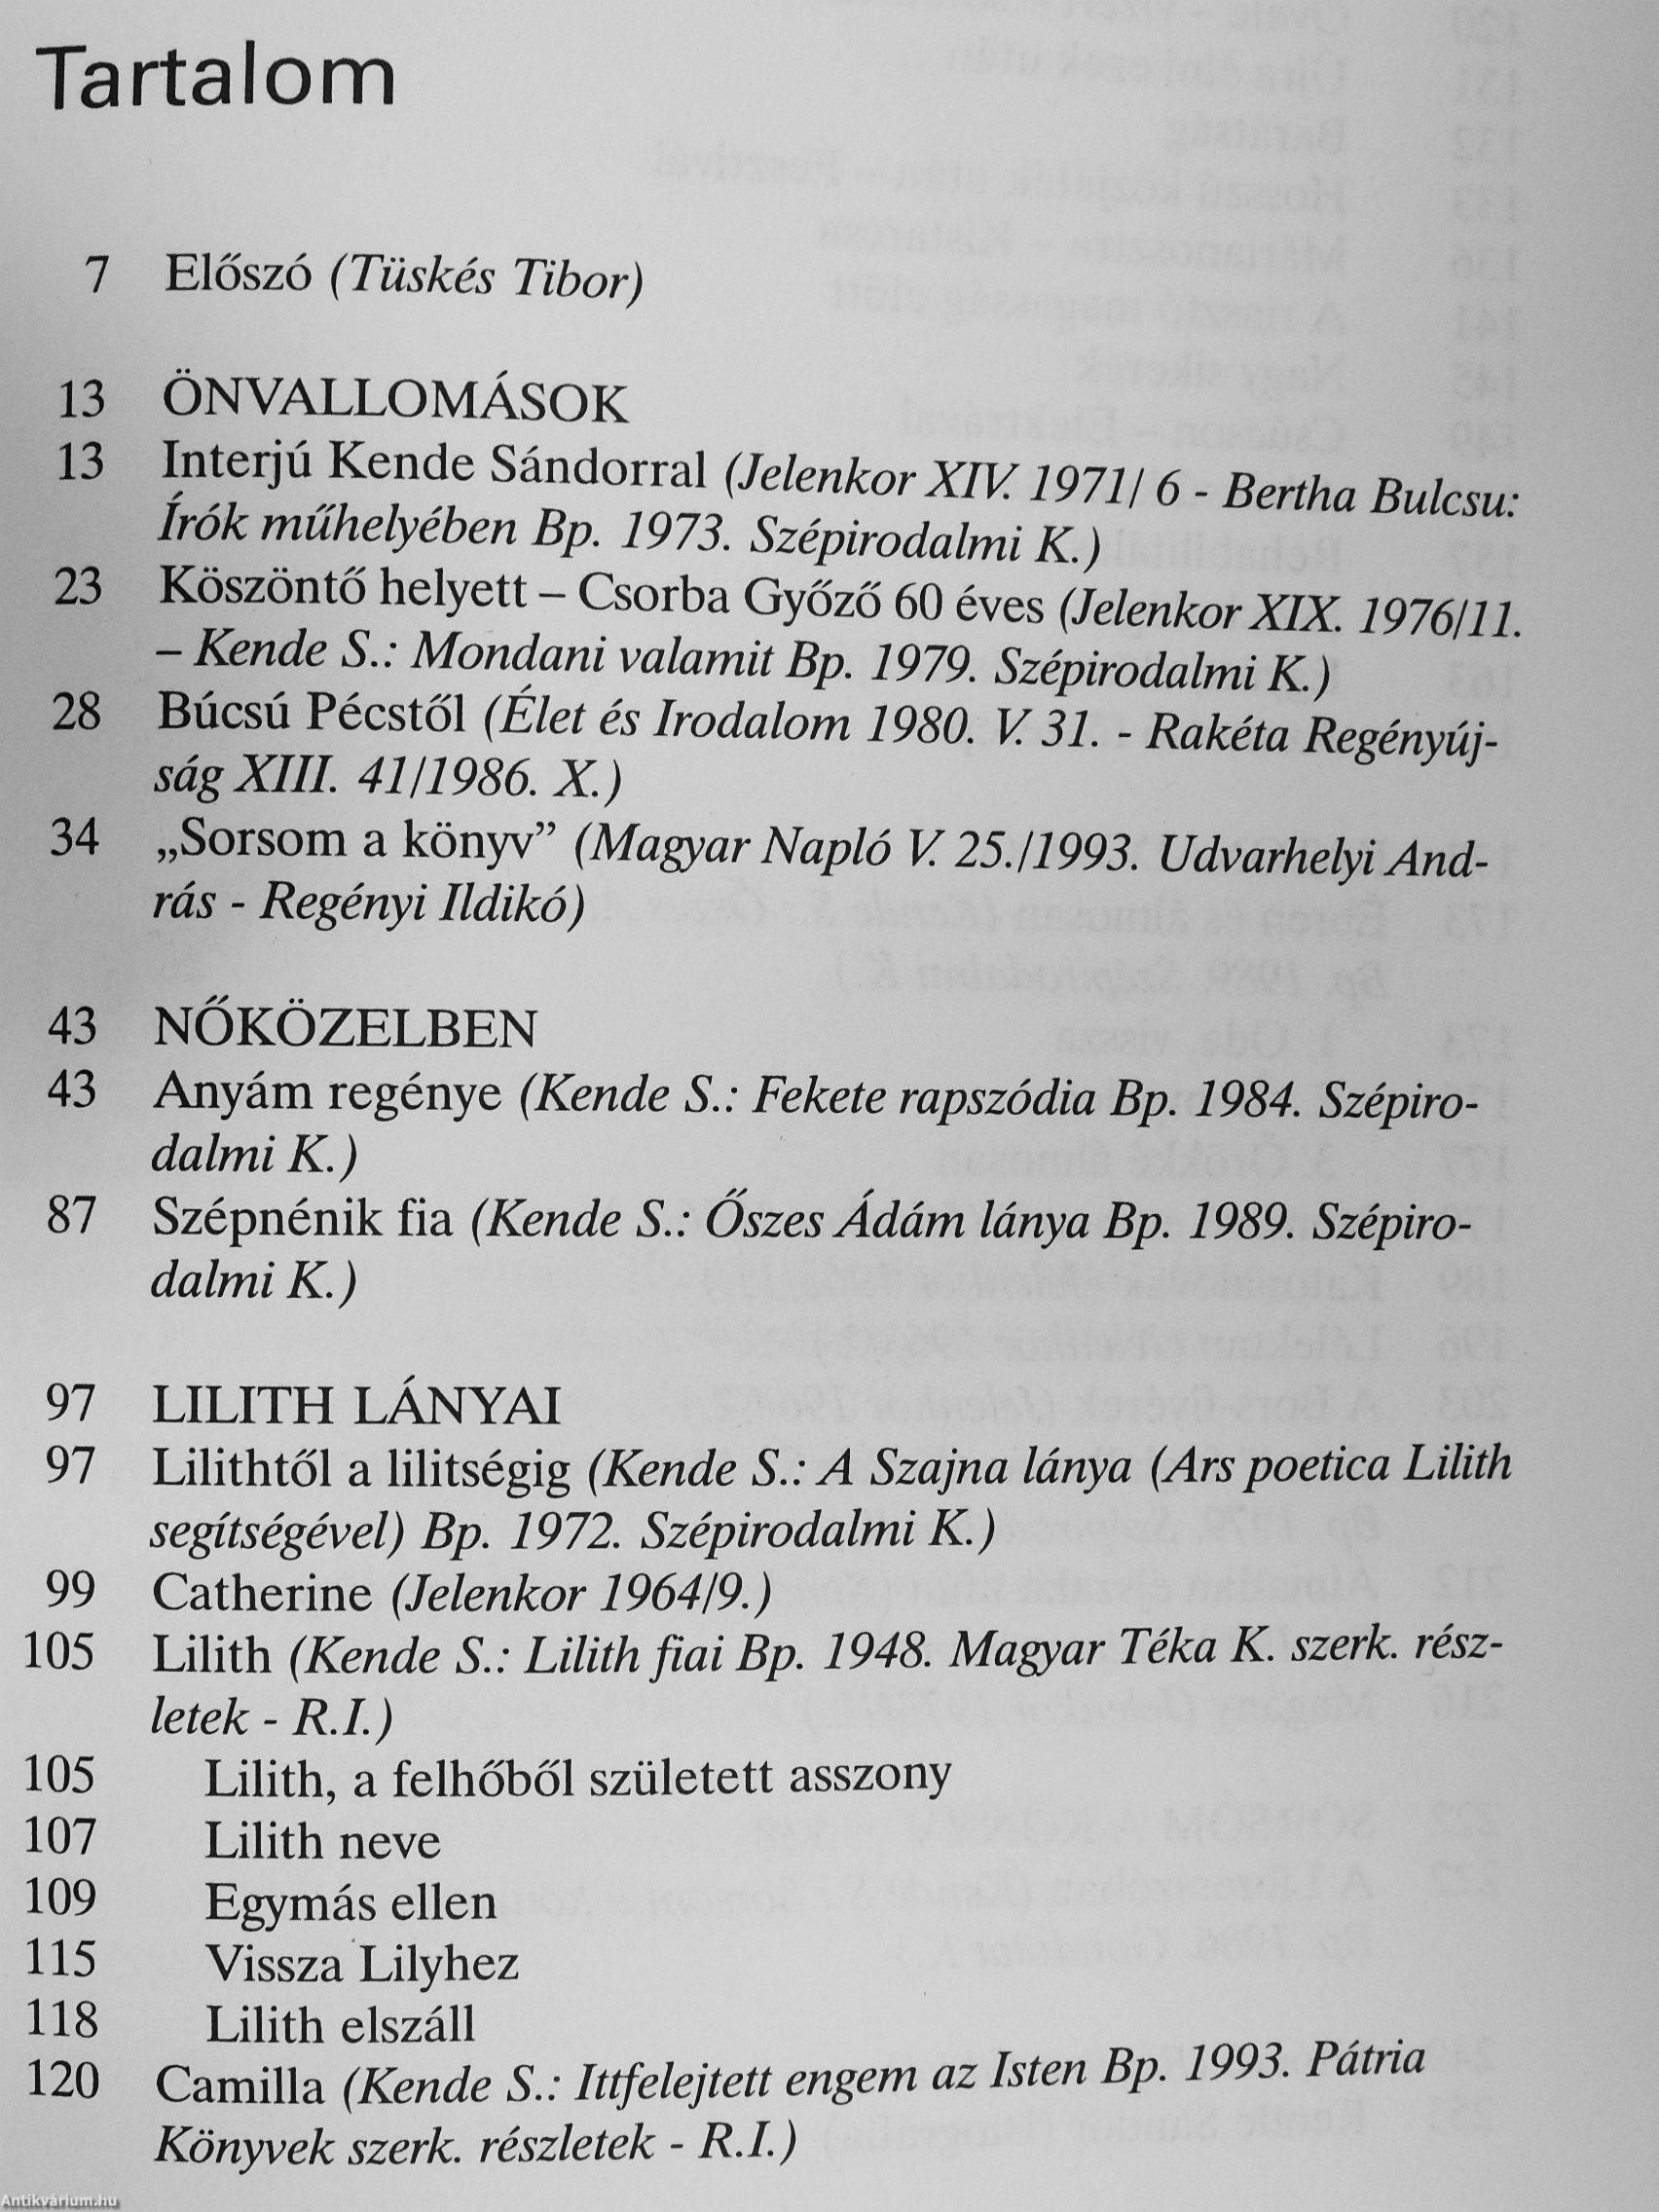 Tartalom
7 Előszó (Tüskés Tibor)
13 ÖNVALLOMÁSOK
13 Interjú Kende Sándorral (Jelenkor XIV. 1971/ 6 - Bertha Bulcsu:
Írók műhelyében Bp. 1973. Szépirodalmi K.)
23 Köszöntő helyett – Csorba Győző 60 éves (Jelenkor XIX. 1976/11.
– Kende S.: Mondani valamit Bp. 1979. Szépirodalmi K.)
28 Búcsú Pécstől (Élet és Irodalom 1980. V. 31. - Rakéta Regényúj-
ság XIII. 41/1986. X.)
34 „Sorsom a könyv” (Magyar Napló V. 25./1993. Udvarhelyi And-
rás - Regényi Ildikó)
43 NŐKÖZELBEN
43 Anyám regénye (Kende S.: Fekete rapszódia Bp. 1984. Szépiro-
dalmi K.)
87 Szépnénik fia (Kende S.: Őszes Ádám lánya Bp. 1989. Szépiro-
dalmi K.)
97 LILITH LÁNYAI
97 Lilithtől a lilitségig (Kende S.: A Szajna lánya (Ars poetica Lilith
segítségével) Bp. 1972. Szépirodalmi K.)
99 Catherine (Jelenkor 1964/9.)
105 Lilith (Kende S.: Lilith fiai Bp. 1948. Magyar Téka K. szerk. rész-
letek - R.I.)
105 Lilith, a felhőből született asszony
107 Lilith neve
109 Egymás ellen
115 Vissza Lilyhez
118 Lilith elszáll
120 Camilla (Kende S.: Ittfelejtett engem az Isten Bp. 1993. Pátria
Könyvek szerk. részletek - R.I.)
Antikvárium.hu